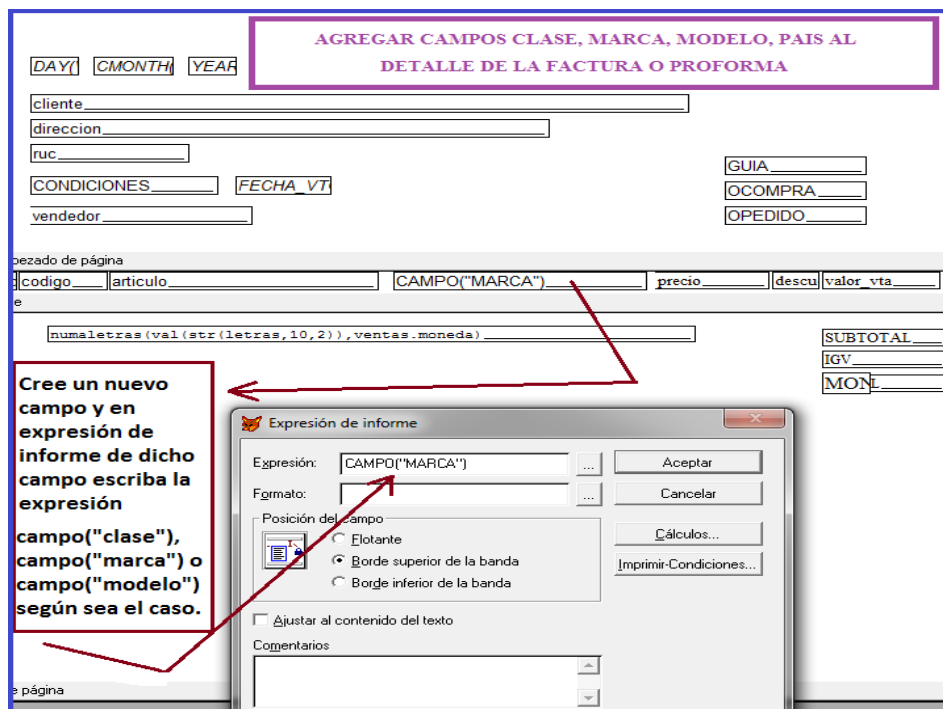 AGREGAR CAMPOS CLASE, MARCA, MODELO, PAIS AL
DETALLE DE LA FACTURA O PROFORMA
DAY(' CMONTH( YEAR
cliente
direccion
ruc
CONDICIONES FECHA_VT
vendedor
GUIA
OCOMPRA
OPEDIDO
bezado de página
codigo articulo CAMPO("MARCA") precio descu valor_vta
e
numaletras(val(str(letras,10,2)),ventas.moneda)
SUBTOTAL
IGV
MON L
Cree un nuevo
campo y en
expresión de
informe de dicho
campo escriba la
expresión
campo("clase"),
campo("marca") o
campo("modelo")
según sea el caso.
Expresión de informe
Expresión: CAMPO("MARCA") ... Aceptar
Formato: ... Cancelar
Posición del campo
Flotante
Borde superior de la banda
Borde inferior de la banda
Cálculos...
Imprimir-Condiciones...
Ajustar al contenido del texto
Comentarios
e página